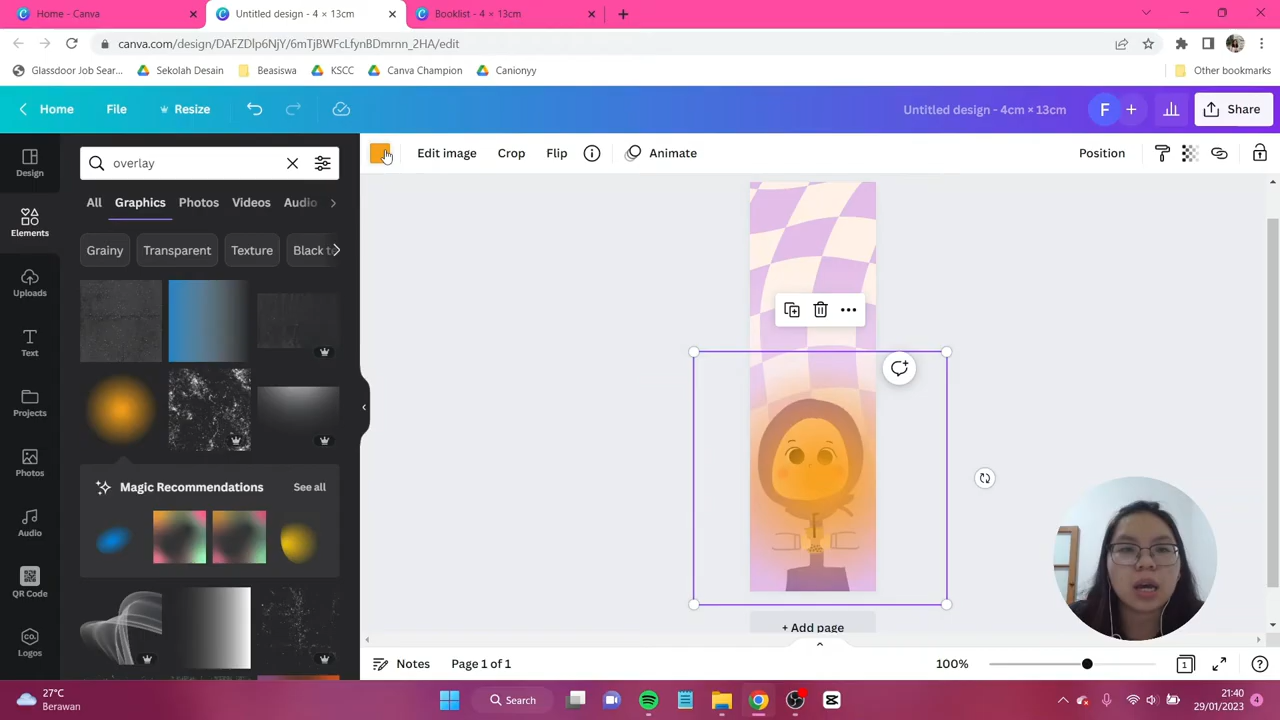 Home - Canva
Untitled design - 4 × 13cm
Booklist - 4 × 13cm
canva.com/design/DAFZDlp6NjY/6mTjBWFcLfynBDmrnn_2HA/edit
Glassdoor Job Sear...
Sekolah Desain
Beasiswa
KSCC
Canva Champion
Canionyy
Other bookmarks
Home
File
Resize
Untitled design - 4cm × 13cm
F
Share
Design
Elements
Uploads
Text
Projects
Photos
Audio
QR Code
Logos
overlay
All
Graphics
Photos
Videos
Audio
Grainy
Transparent
Texture
Black to
Magic Recommendations
See all
Edit image
Crop
Flip
Animate
Position
+ Add page
Notes
Page 1 of 1
100%
1
27°C
Berawan
Search
21:40
29/01/2023
4